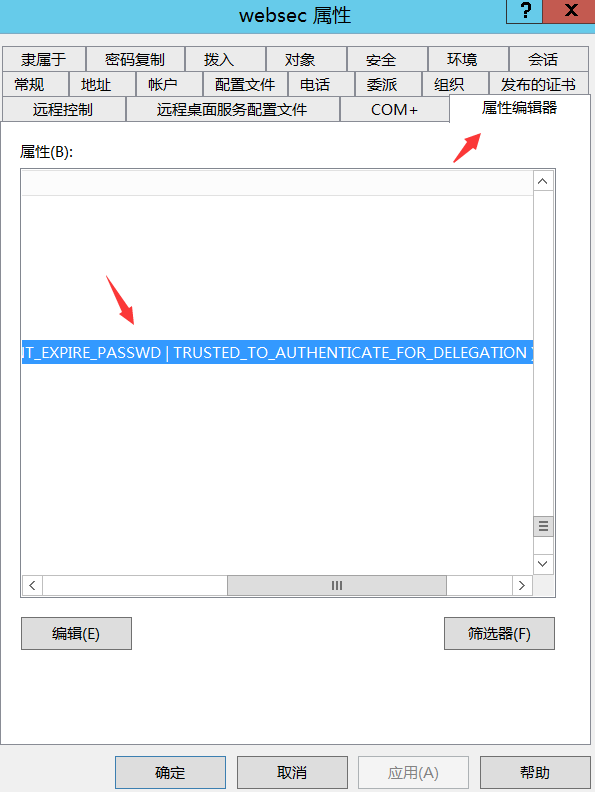 websec 属性
?
X
隶属于 密码复制 拨入 对象 安全 环境 会话
常规 地址 帐户 配置文件 电话 委派 组织 发布的证书
远程控制 远程桌面服务配置文件 COM+ 属性编辑器
属性(B):
NT_EXPIRE_PASSWD | TRUSTED_TO_AUTHENTICATE_FOR_DELEGATION )
编辑(E) 筛选器(F)
确定 取消 应用(A) 帮助